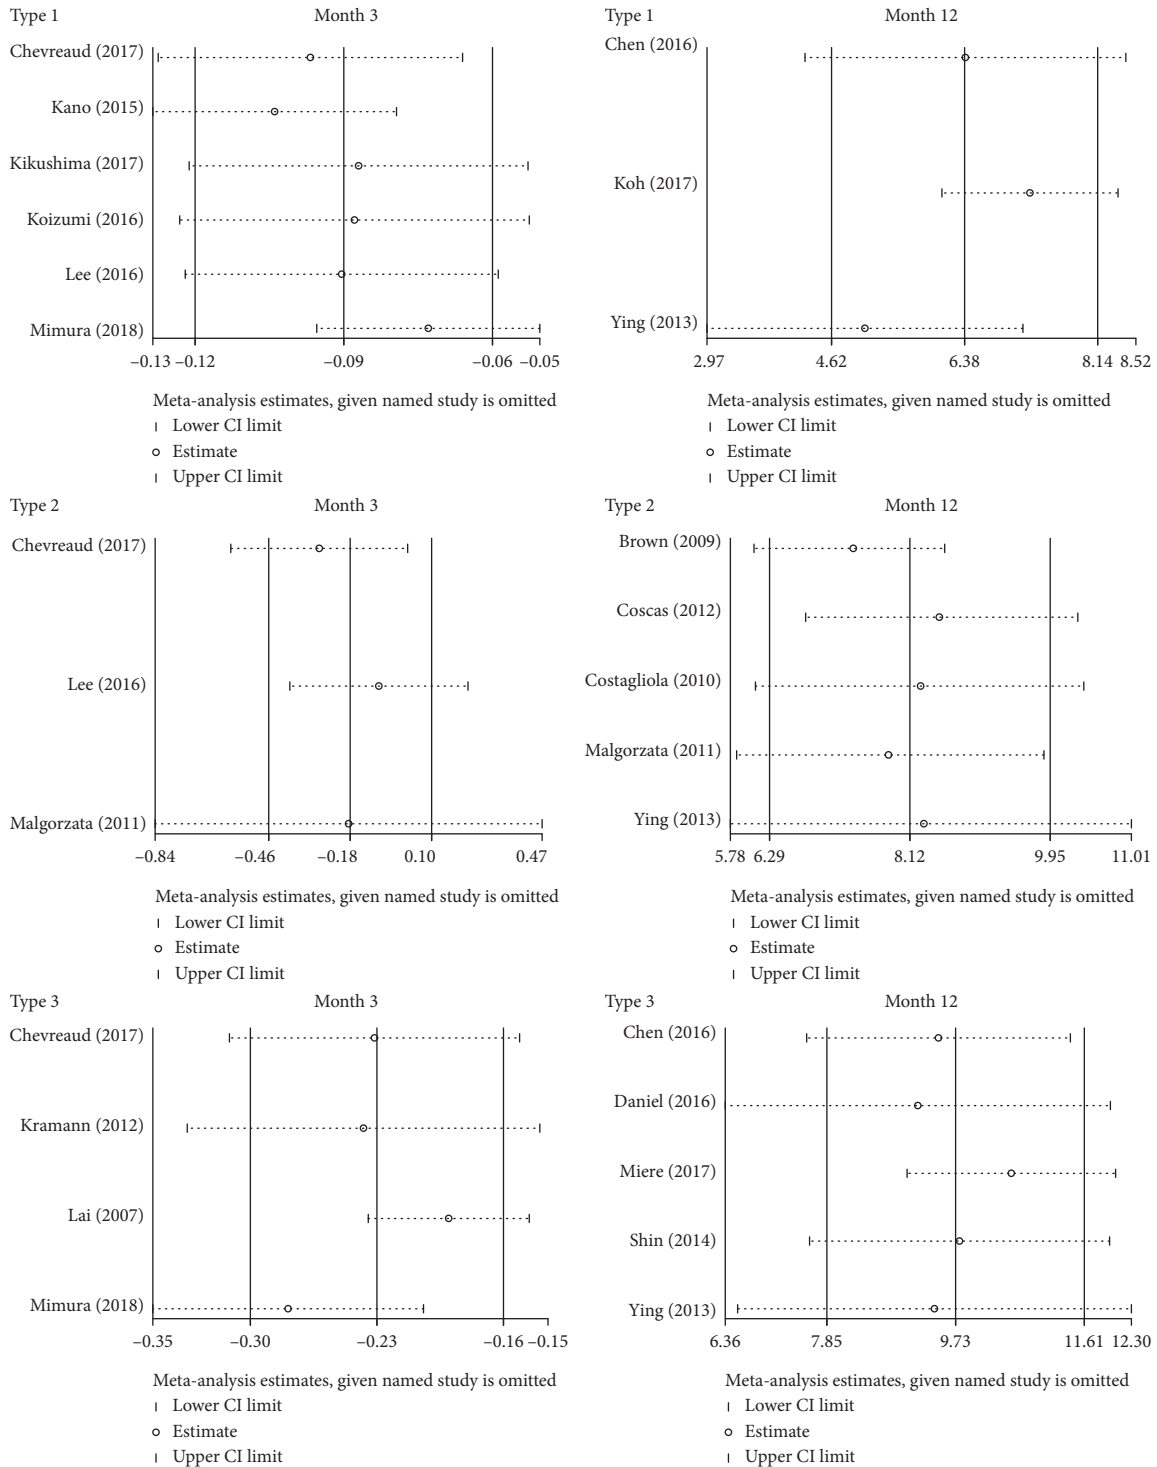 Type 1
Month 3
Chevreaud (2017)
Kano (2015)
Kikushima (2017)
Koizumi (2016)
Lee (2016)
Mimura (2018)
–0.13 –0.12 –0.09 –0.06 –0.05
Meta-analysis estimates, given named study is omitted
Lower CI limit
Estimate
Upper CI limit
Type 1
Month 12
Chen (2016)
Koh (2017)
Ying (2013)
2.97 4.62 6.38 8.14 8.52
Meta-analysis estimates, given named study is omitted
Lower CI limit
Estimate
Upper CI limit
Type 2
Month 3
Chevreaud (2017)
Lee (2016)
Malgorzata (2011)
–0.84 –0.46 –0.18 0.10 0.47
Meta-analysis estimates, given named study is omitted
Lower CI limit
Estimate
Upper CI limit
Type 2
Month 12
Brown (2009)
Coscas (2012)
Costagliola (2010)
Malgorzata (2011)
Ying (2013)
5.78 6.29 8.12 9.95 11.01
Meta-analysis estimates, given named study is omitted
Lower CI limit
Estimate
Upper CI limit
Type 3
Month 3
Chevreaud (2017)
Kramann (2012)
Lai (2007)
Mimura (2018)
–0.35 –0.30 –0.23 –0.16 –0.15
Meta-analysis estimates, given named study is omitted
Lower CI limit
Estimate
Upper CI limit
Type 3
Month 12
Chen (2016)
Daniel (2016)
Miere (2017)
Shin (2014)
Ying (2013)
6.36 7.85 9.73 11.61 12.30
Meta-analysis estimates, given named study is omitted
Lower CI limit
Estimate
Upper CI limit